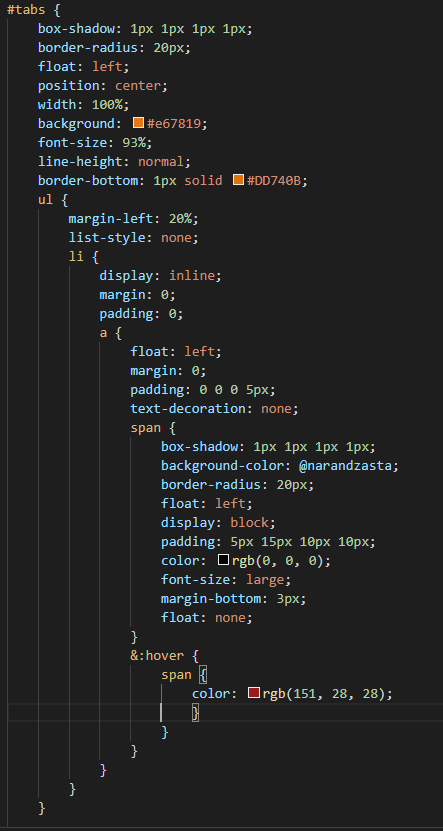 #tabs {
box-shadow: 1px 1px 1px 1px;
border-radius: 20px;
float: left;
position: center;
width: 100%;
background: #e67819;
font-size: 93%;
line-height: normal;
border-bottom: 1px solid #DD740B;
ul {
margin-left: 20%;
list-style: none;
li {
display: inline;
margin: 0;
padding: 0;
a {
float: left;
margin: 0;
padding: 0 0 0 5px;
text-decoration: none;
span {
box-shadow: 1px 1px 1px 1px;
background-color: @narandzasta;
border-radius: 20px;
float: left;
display: block;
padding: 5px 15px 10px 10px;
color: rgb(0, 0, 0);
font-size: large;
margin-bottom: 3px;
float: none;
}
&:hover {
span {
color: rgb(151, 28, 28);
}
}
}
}
}
}